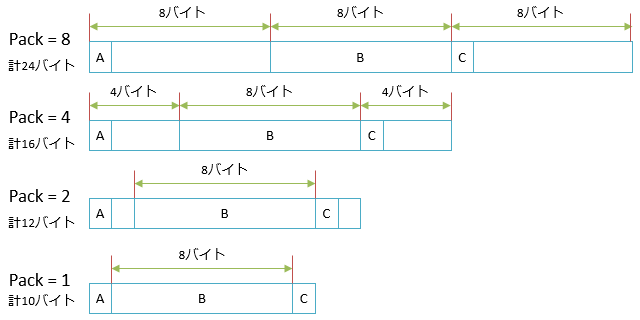 8バイト 8バイト 8バイト
Pack = 8
計24バイト
A B C
4バイト 8バイト 4バイト
Pack = 4
計16バイト
A B C
8バイト
Pack = 2
計12バイト
A B C
8バイト
Pack = 1
計10バイト
A B C